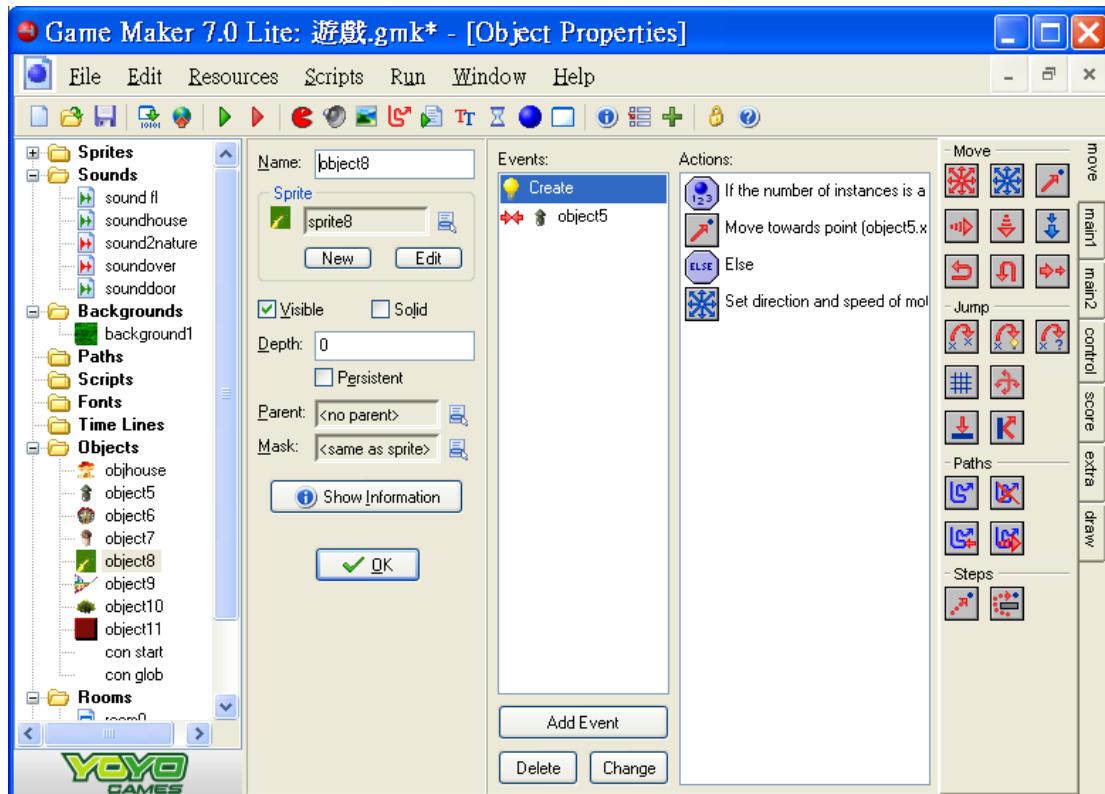 Game Maker 7.0 Lite: 遊戲.gmk* - [Object Properties]
File Edit Resources Scripts Run Window Help
Sprites
Sounds
sound fl
soundhouse
sound2nature
soundover
sounddoor
Backgrounds
background1
Paths
Scripts
Fonts
Time Lines
Objects
objhouse
object5
object6
object7
object8
object9
object10
object11
con start
con glob
Rooms
room0
YOYO
GAMES
Name: object8
Sprite
sprite8
New Edit
Visible Solid
Depth: 0
Persistent
Parent: <no parent>
Mask: <same as sprite>
Show Information
OK
Events:
Create
object5
Add Event
Delete Change
Actions:
If the number of instances is a
Move towards point (object5.x
ELSE Else
Set direction and speed of mot
Move
Jump
Paths
Steps
move
main1
main2
control
score
extra
draw